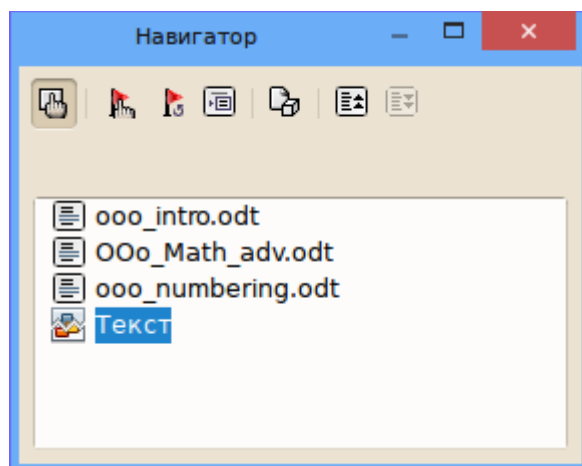 Навигатор
ooo_intro.odt
OOo_Math_adv.odt
ooo_numbering.odt
Текст